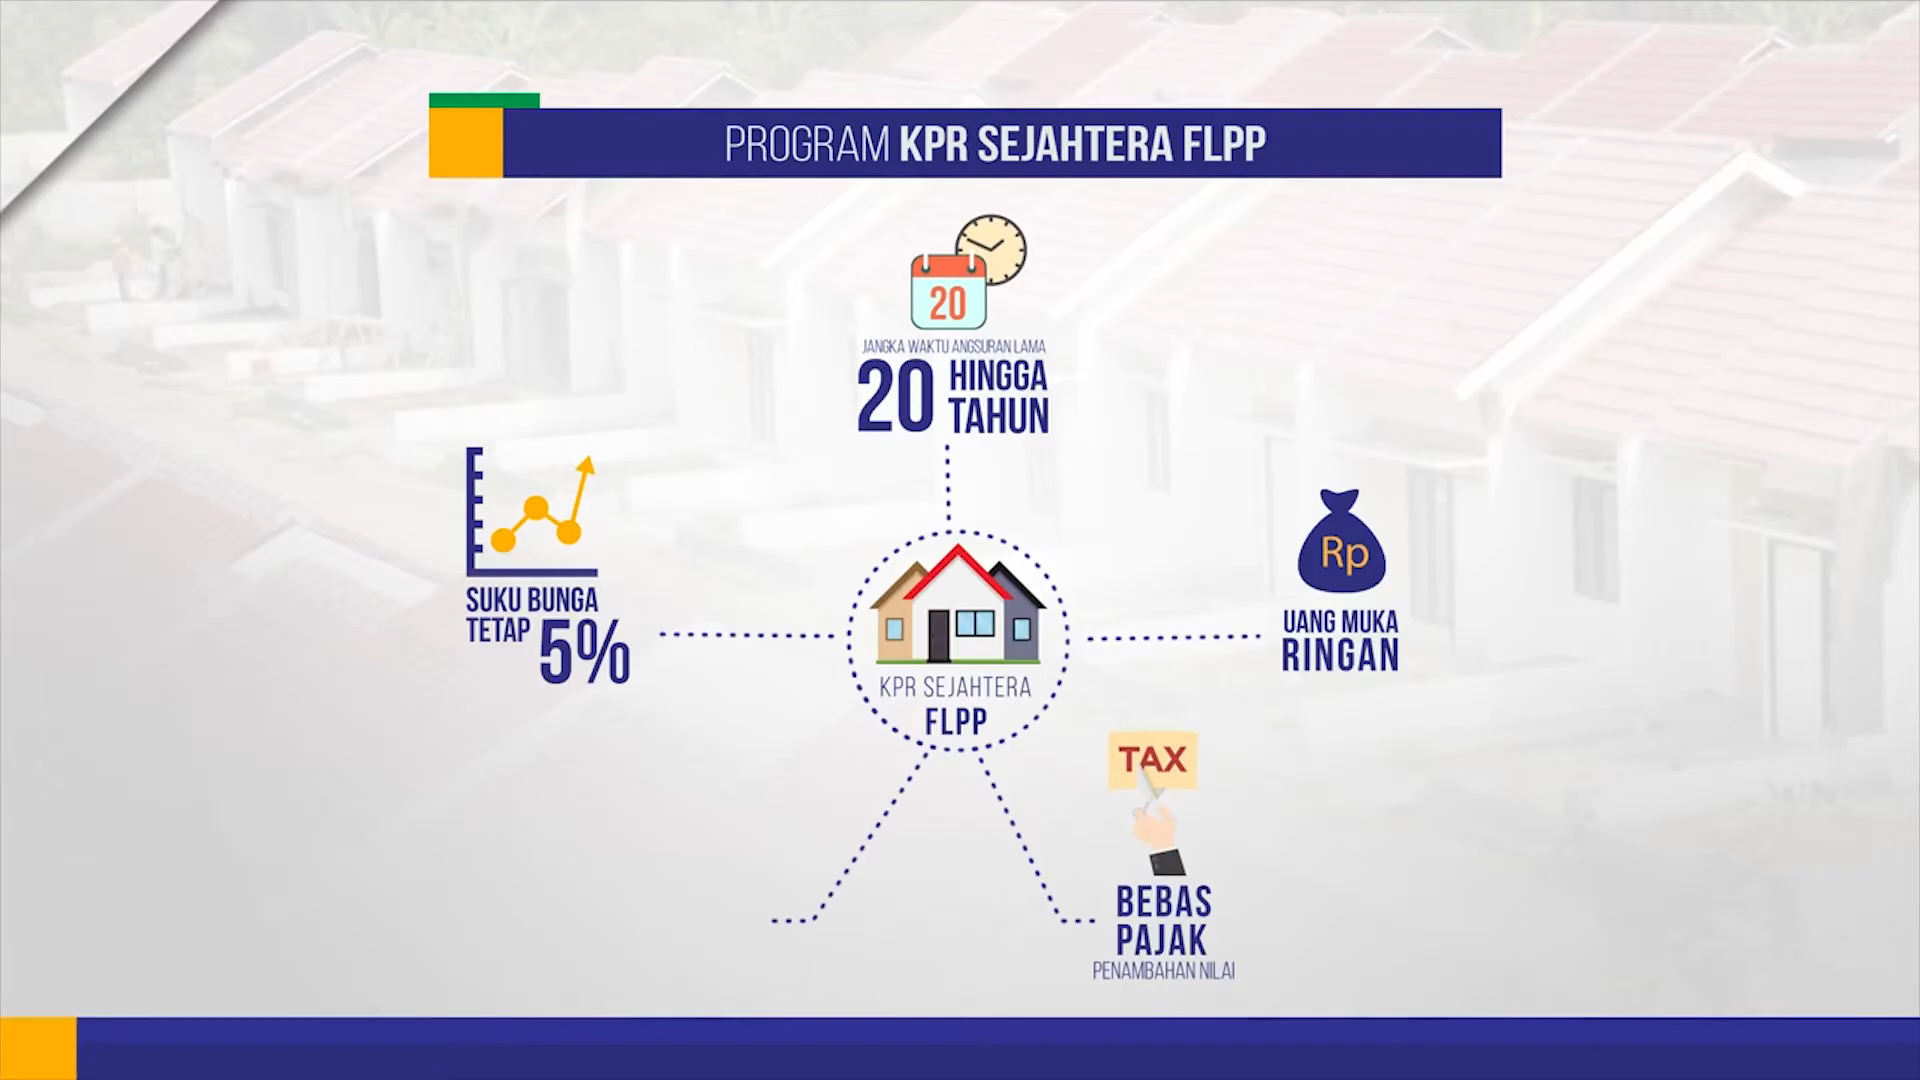 PROGRAM KPR SEJAHTERA FLPP
20
JANGKA WAKTU ANGSURAN LAMA
20 HINGGA
TAHUN
SUKU BUNGA
TETAP 5%
Rp
UANG MUKA
RINGAN
KPR SEJAHTERA
FLPP
TAX
BEBAS
PAJAK
PENAMBAHAN NILAI